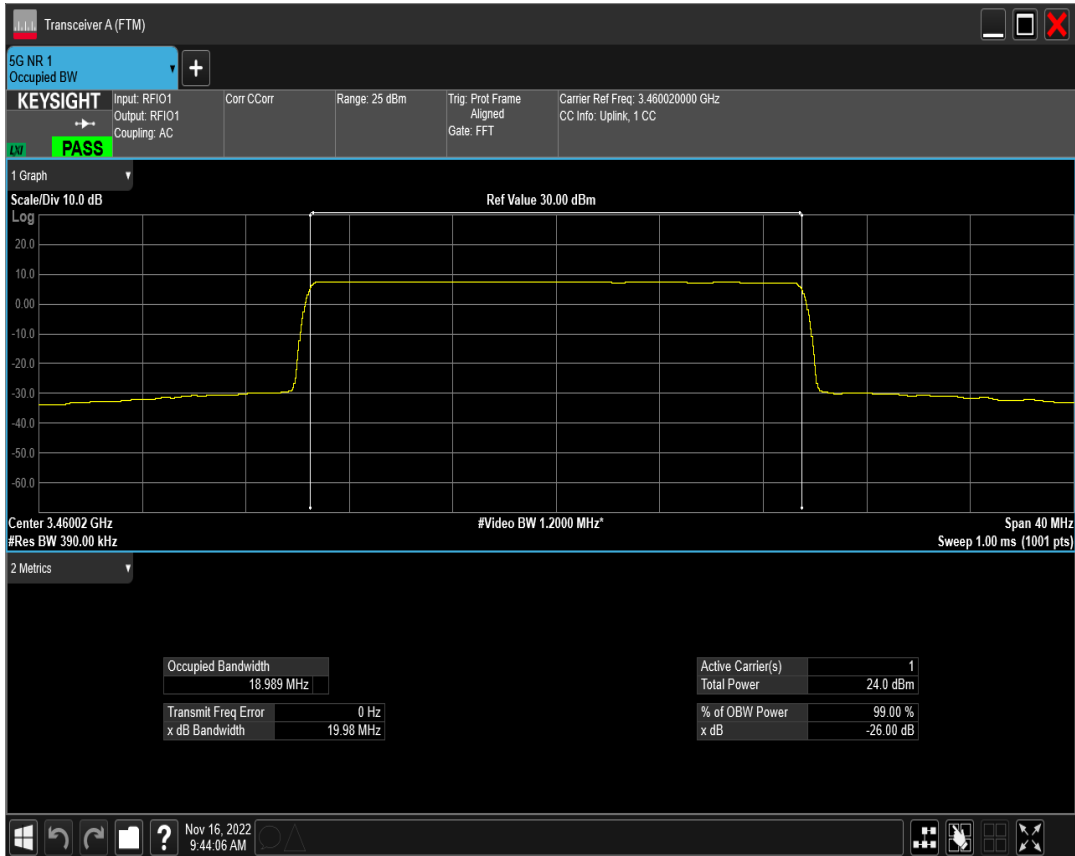 Transceiver A (FTM)
5G NR 1
Occupied BW
+
KEYSIGHT
LXI
PASS
Input: RFIO1
Output: RFIO1
Coupling: AC
Corr CCorr
Range: 25 dBm
Trig: Prot Frame
Aligned
Gate: FFT
Carrier Ref Freq: 3.460020000 GHz
CC Info: Uplink, 1 CC
1 Graph
Scale/Div 10.0 dB
Ref Value 30.00 dBm
Log
20.0
10.0
0.00
-10.0
-20.0
-30.0
-40.0
-50.0
-60.0
Center 3.46002 GHz
#Video BW 1.2000 MHz*
Span 40 MHz
#Res BW 390.00 kHz
Sweep 1.00 ms (1001 pts)
2 Metrics
Occupied Bandwidth
18.989 MHz
Transmit Freq Error 0 Hz
x dB Bandwidth 19.98 MHz
Active Carrier(s) 1
Total Power 24.0 dBm
% of OBW Power 99.00 %
x dB -26.00 dB
?
Nov 16, 2022
9:44:06 AM